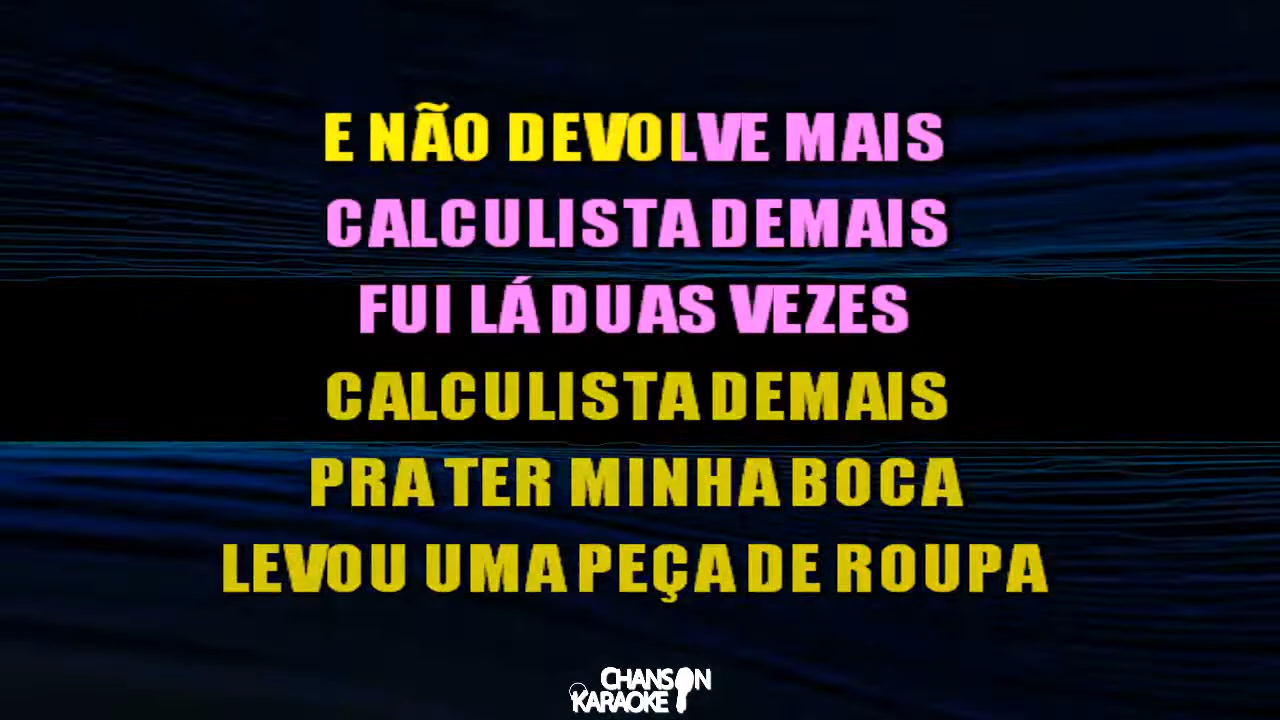 E NÃO DEVOLVE MAIS
CALCULISTA DEMAIS
FUI LÁ DUAS VEZES
CALCULISTA DEMAIS
PRA TER MINHA BOCA
LEVOU UMA PEÇA DE ROUPA
CHANSON
KARAOKE